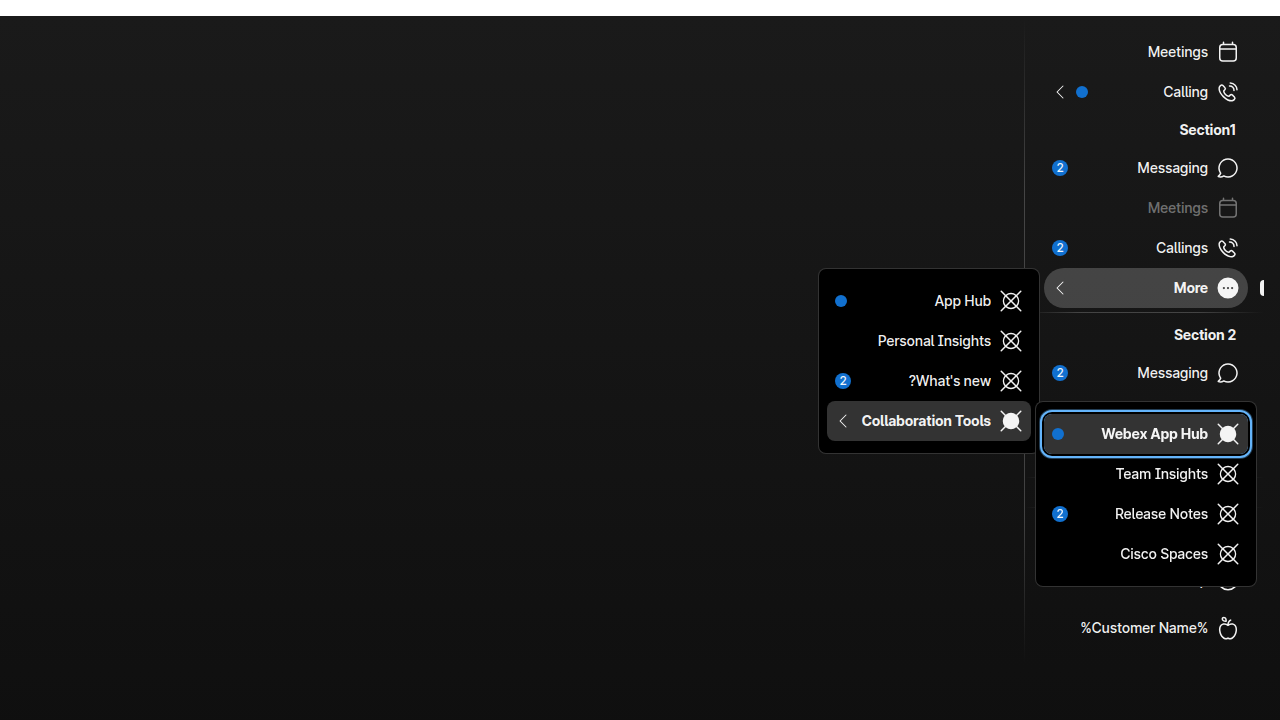 Meetings
Calling
Section1
Messaging 2
Meetings
Callings 2
More
Section 2
Messaging 2
App Hub
Personal Insights
?What's new 2
Collaboration Tools
Webex App Hub
Team Insights
Release Notes 2
Cisco Spaces
%Customer Name%